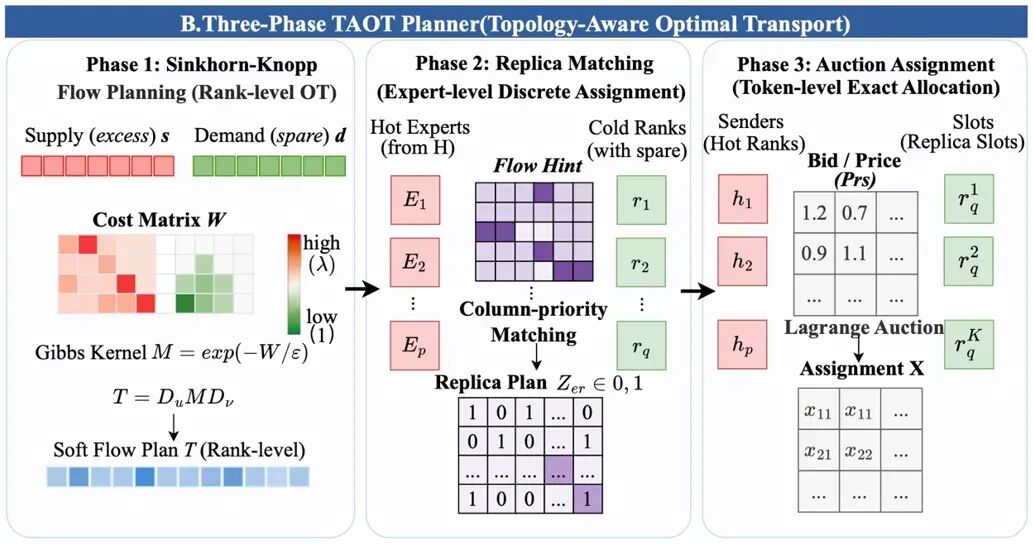 B.Three-Phase TAOT Planner(Topology-Aware Optimal Transport)
Phase 1: Sinkhorn-Knopp
Flow Planning (Rank-level OT)
Supply (excess) s
Demand (spare) d
Cost Matrix W
high
(λ)
low
(1)
Gibbs Kernel M = exp(−W/ε)
T = D_u M D_ν
Soft Flow Plan T (Rank-level)
Phase 2: Replica Matching
(Expert-level Discrete Assignment)
Hot Experts
(from H)
Flow Hint
Cold Ranks
(with spare)
E_1
r_1
E_2
r_2
⋮
⋮
⋮
Column-priority
Matching
E_p
r_q
Replica Plan Z_er ∈ 0, 1
1 0 1 ... 0
0 1 0 ... 1
... ... ... ... ...
1 0 0 ... 1
Phase 3: Auction Assignment
(Token-level Exact Allocation)
Senders
(Hot Ranks)
Bid / Price
(Prs)
Slots
(Replica Slots)
h_1
1.2 0.7 ...
r_q^1
h_2
0.9 1.1 ...
r_q^2
⋮
... ... ...
⋮
Lagrange Auction
h_p
r_q^K
Assignment X
x_11 x_11 ...
x_21 x_22 ...
... ... ...